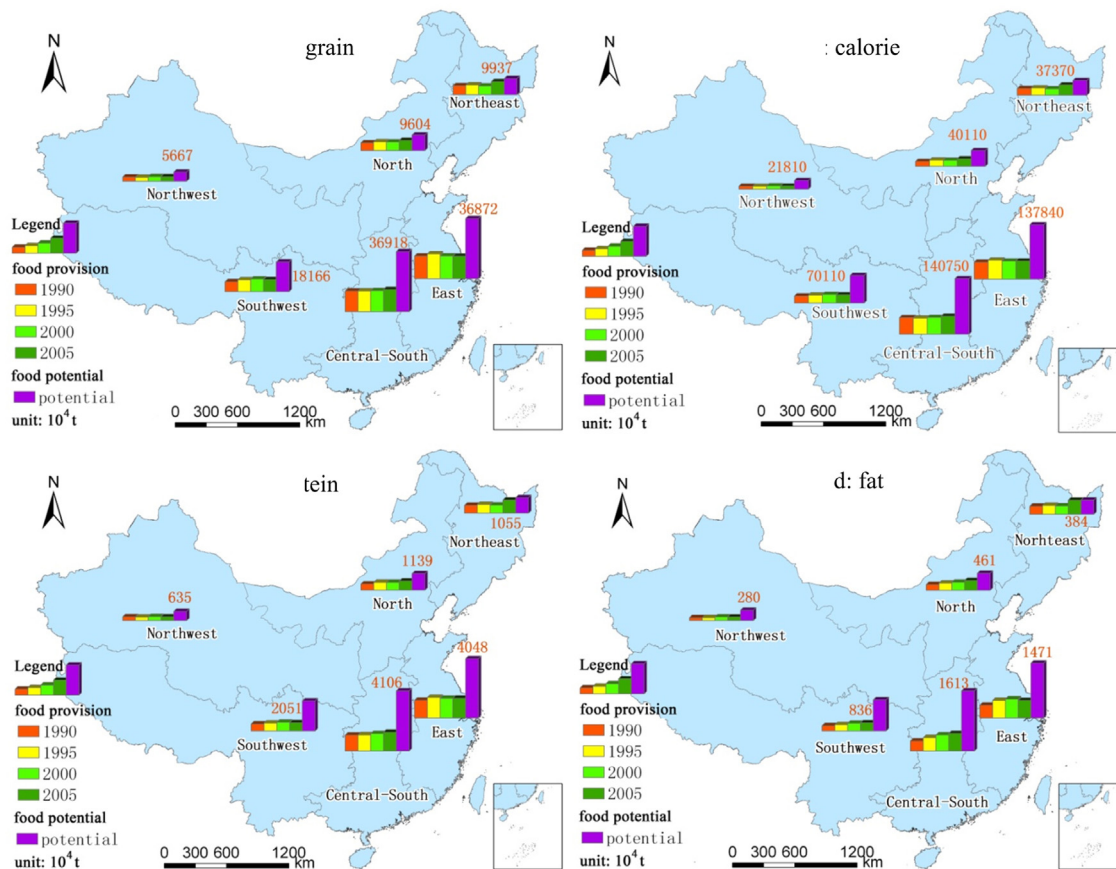 grain
N
9937
Northeast
9604
North
5667
Northwest
36872
East
36918
Central-South
18166
Southwest
Legend
food provision
1990
1995
2000
2005
food potential
potential
unit: 10⁴t
0 300 600 1200
km
: calorie
N
37370
Northeast
40110
North
21810
Northwest
137840
East
140750
Central-South
70110
Southwest
Legend
food provision
1990
1995
2000
2005
food potential
potential
unit: 10⁴t
0 300 600 1200
km
tein
N
1055
Northeast
1139
North
635
Northwest
4048
East
4106
Central-South
2051
Southwest
Legend
food provision
1990
1995
2000
2005
food potential
potential
unit: 10⁴t
0 300 600 1200
km
d: fat
N
384
Norhteast
461
North
280
Northwest
1471
East
1613
Central-South
836
Southwest
Legend
food provision
1990
1995
2000
2005
food potential
potential
unit: 10⁴t
0 300 600 1200
km